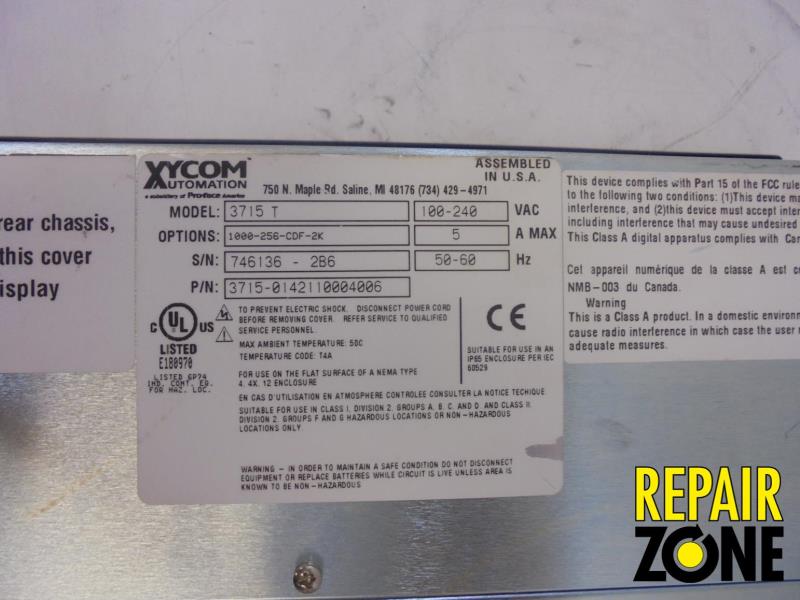 rear chassis,
this cover
isplay
XYCOM
AUTOMATION
a subsidiary of Pro-face America
750 N. Maple Rd. Saline, MI 48176 (734) 429-4971
ASSEMBLED
IN U.S.A.
MODEL: 3715 T 100-240 VAC
OPTIONS: 1000-256-CDF-2K 5 A MAX
S/N: 746136 - 2B6 50-60 Hz
P/N: 3715-0142110004006
C UL US
LISTED
E180970
LISTED 6P74
IND. CONT. EQ.
FOR HAZ. LOC.
TO PREVENT ELECTRIC SHOCK. DISCONNECT POWER CORD
BEFORE REMOVING COVER. REFER SERVICE TO QUALIFIED
SERVICE PERSONNEL.
MAX AMBIENT TEMPERATURE: 50C
TEMPERATURE CODE: T4A
FOR USE ON THE FLAT SURFACE OF A NEMA TYPE
4, 4X, 12 ENCLOSURE
CE
SUITABLE FOR USE IN AN
IP65 ENCLOSURE PER IEC
60529
EN CAS D'UTILISATION EN ATMOSPHERE CONTROLEE CONSULTER LA NOTICE TECHIQUE
SUITABLE FOR USE IN CLASS I, DIVISION 2, GROUPS A, B, C, AND D AND CLASS II,
DIVISION 2, GROUPS F AND G HAZARDOUS LOCATIONS OR NON-HAZARDOUS
LOCATIONS ONLY.
WARNING - IN ORDER TO MAINTAIN A SAFE CONDITION DO NOT DISCONNECT
EQUIPMENT OR REPLACE BATTERIES WHILE CIRCUIT IS LIVE UNLESS AREA IS
KNOWN TO BE NON-HAZARDOUS
This device complies with Part 15 of the FCC rule
to the following two conditions: (1)This device ma
interference, and (2)this device must accept inter
including interference that may cause undesired
This Class A digital apparatus complies with Can
Cet appareil numérique de la classe A est c
NMB-003 du Canada.
Warning
This is a Class A product. In a domestic environm
cause radio interference in which case the user m
adequate measures.
REPAIR
ZONE